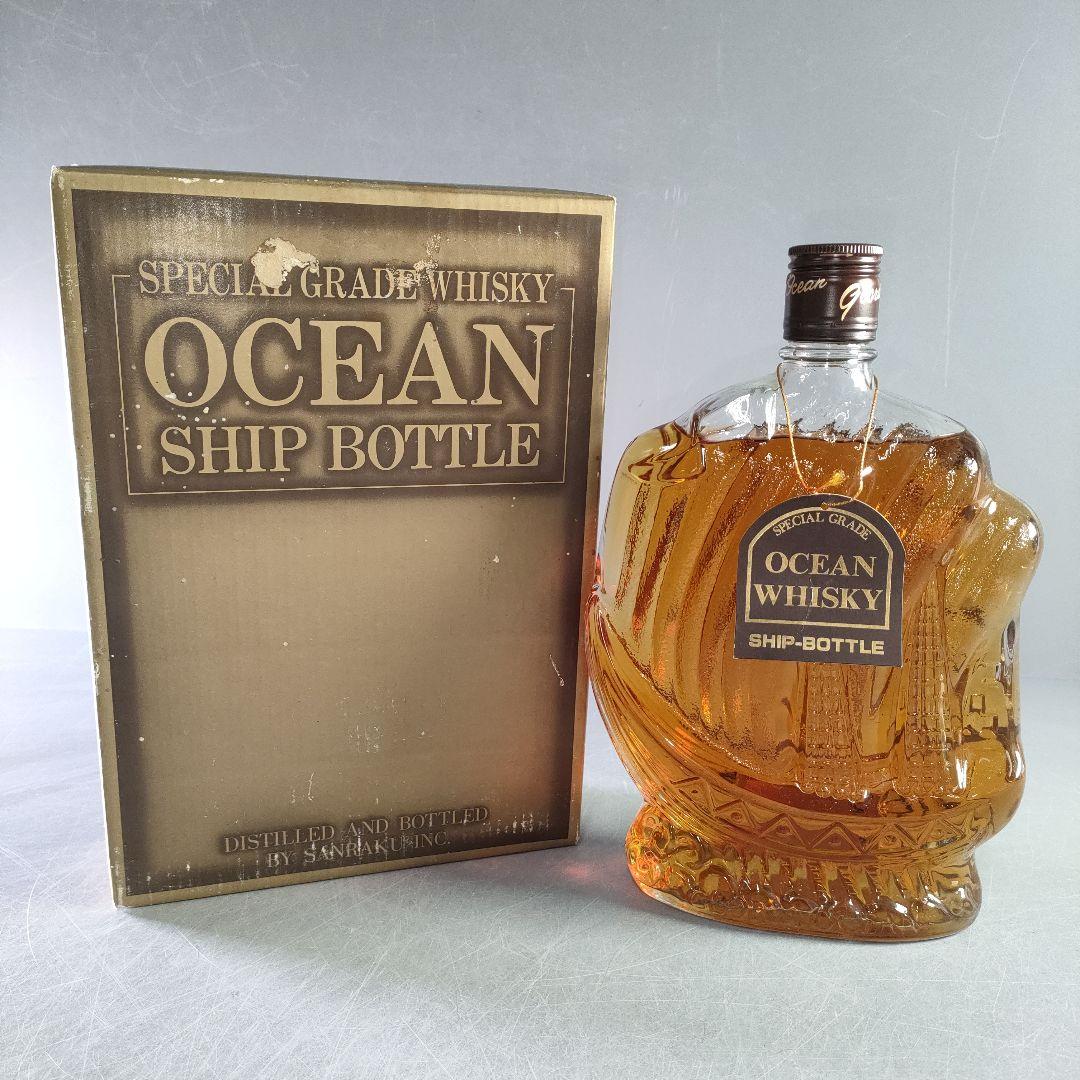 SPECIAL GRADE WHISKY
OCEAN
SHIP BOTTLE
DISTILLED AND BOTTLED
BY SANRAKU INC.
Ocean
SPECIAL GRADE
OCEAN
WHISKY
SHIP-BOTTLE